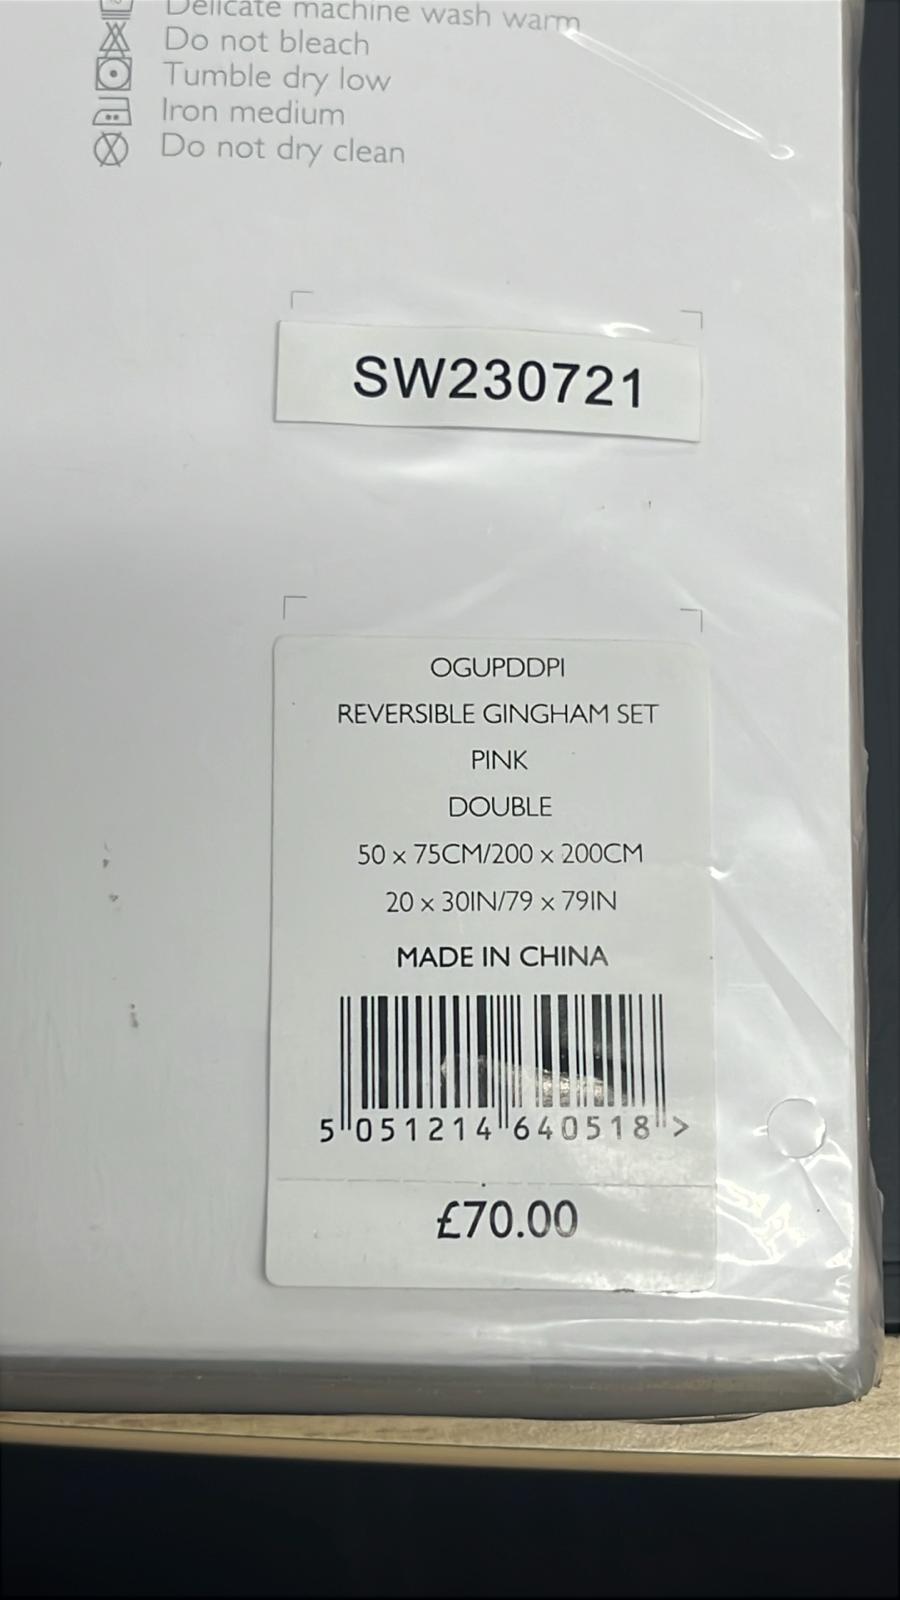 Delicate machine wash warm
Do not bleach
Tumble dry low
Iron medium
Do not dry clean
SW230721
OGUPDDPI
REVERSIBLE GINGHAM SET
PINK
DOUBLE
50 x 75CM/200 x 200CM
20 x 30IN/79 x 79IN
MADE IN CHINA
5 051214 640518 >
£70.00